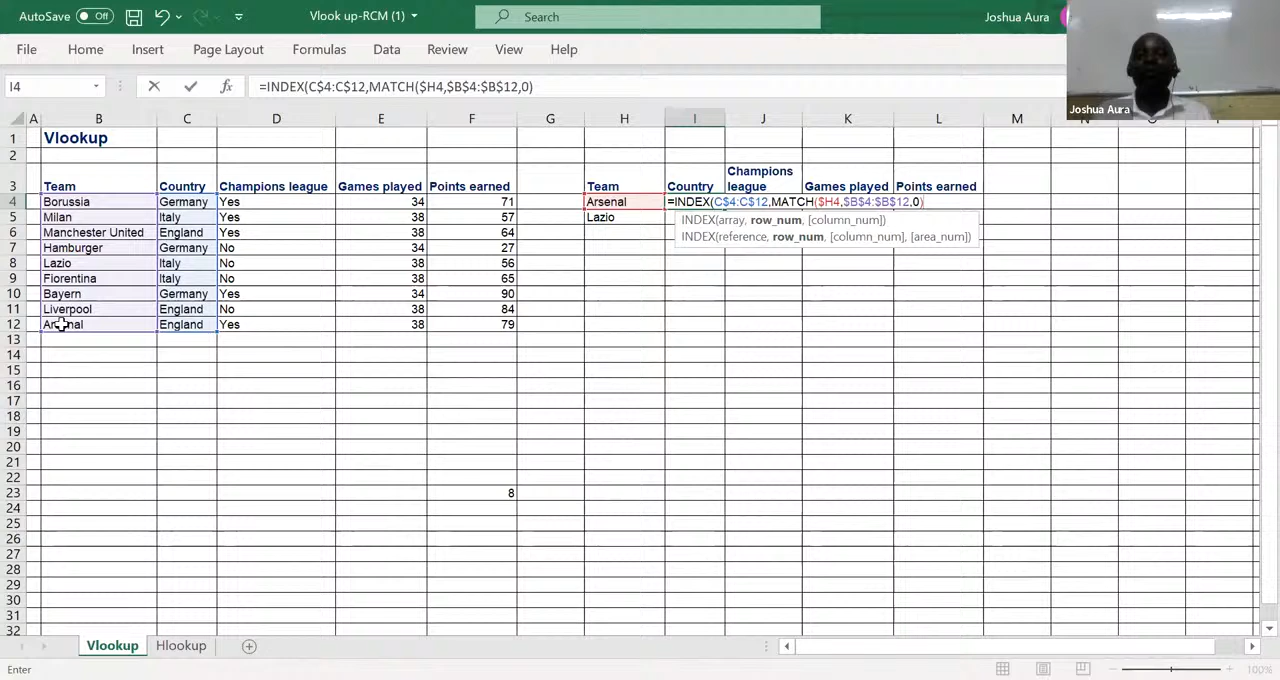 AutoSave Off Vlook up-RCM (1) Search Joshua Aura
File Home Insert Page Layout Formulas Data Review View Help
I4 fx =INDEX(C$4:C$12,MATCH($H4,$B$4:$B$12,0)
Joshua Aura
A B C D E F G H I J K L M
1 Vlookup
2
3 Team Country Champions league Games played Points earned Team Country Champions league Games played Points earned
4 Borussia Germany Yes 34 71 Arsenal =INDEX(C$4:C$12,MATCH($H4,$B$4:$B$12,0)
5 Milan Italy Yes 38 57 Lazio INDEX(array, row_num, [column_num])
6 Manchester United England Yes 38 64 INDEX(reference, row_num, [column_num], [area_num])
7 Hamburger Germany No 34 27
8 Lazio Italy No 38 56
9 Fiorentina Italy No 38 65
10 Bayern Germany Yes 34 90
11 Liverpool England No 38 84
12 Arsenal England Yes 38 79
13
14
15
16
17
18
19
20
21
22
23 8
24
25
26
27
28
29
30
31
32
Vlookup Hlookup
Enter 100%